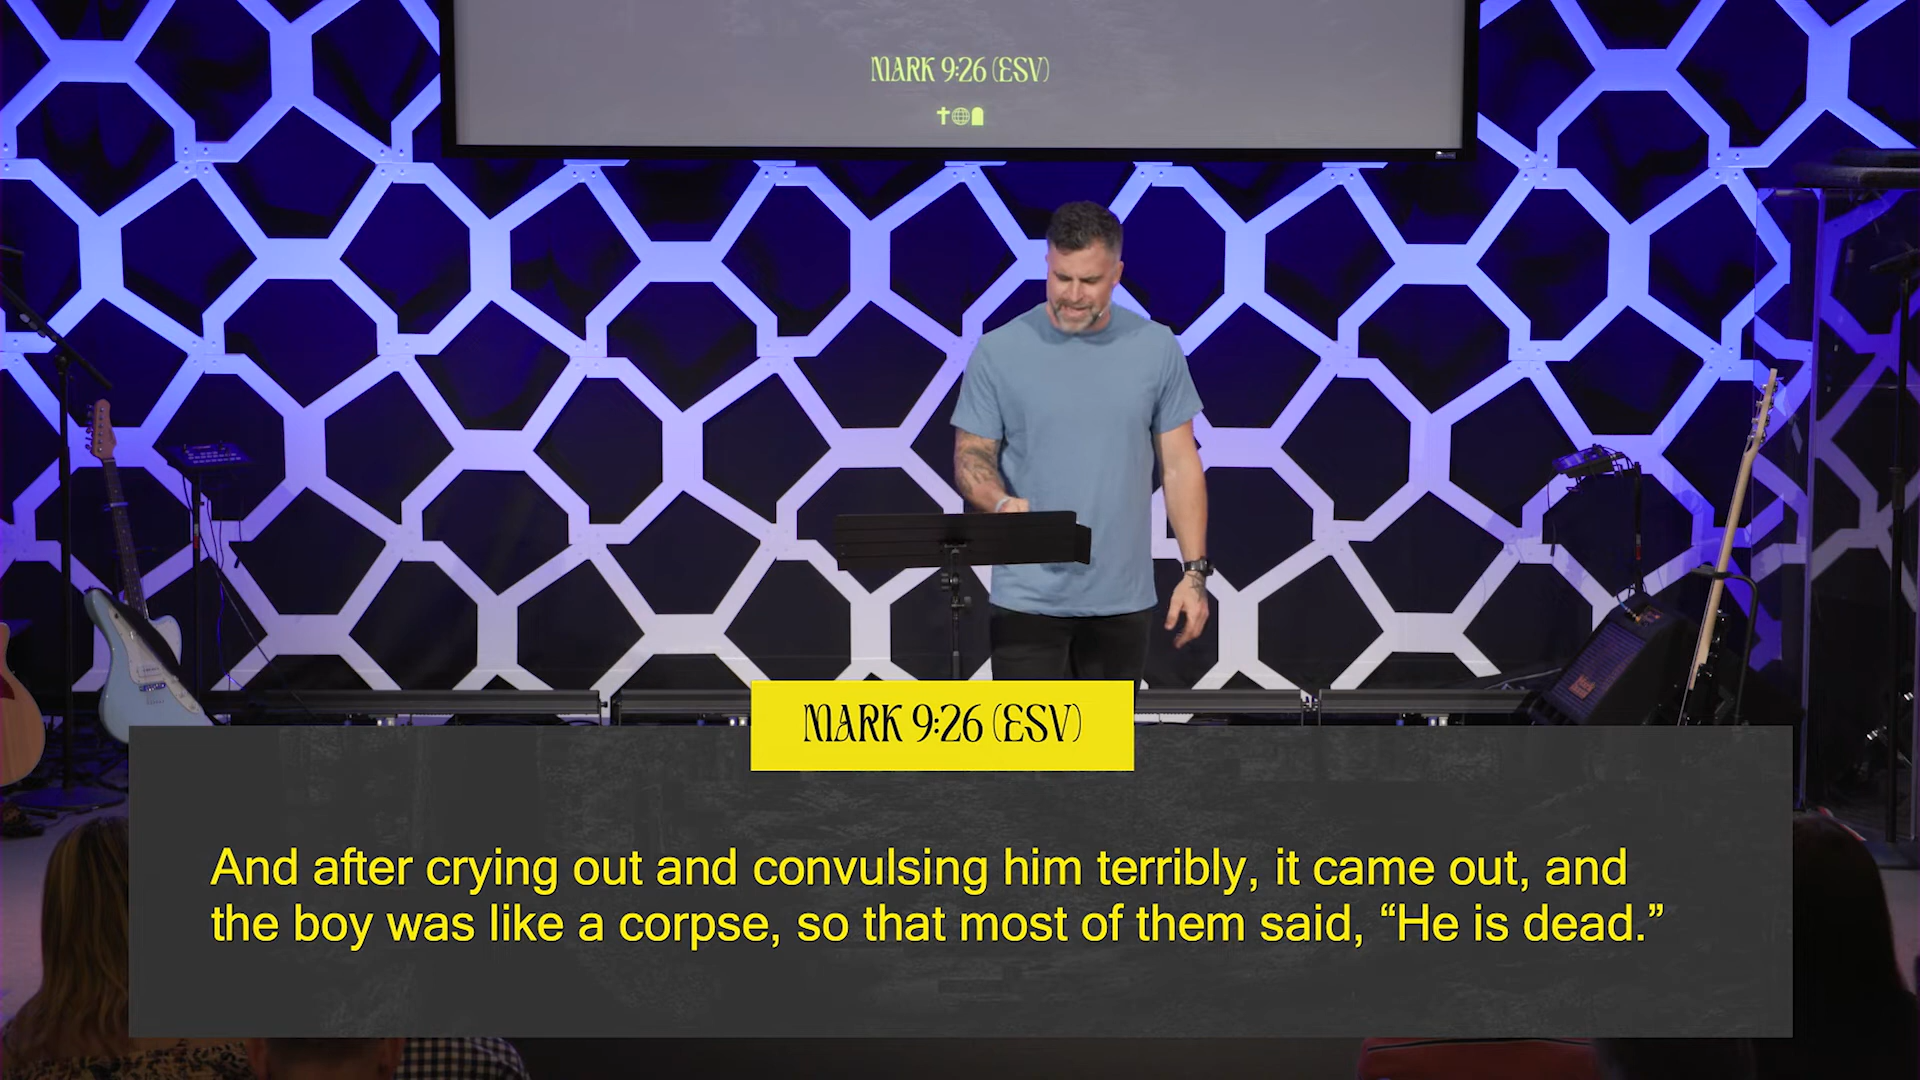 MARK 9:26 (ESV)
MARK 9:26 (ESV)
And after crying out and convulsing him terribly, it came out, and
the boy was like a corpse, so that most of them said, “He is dead.”